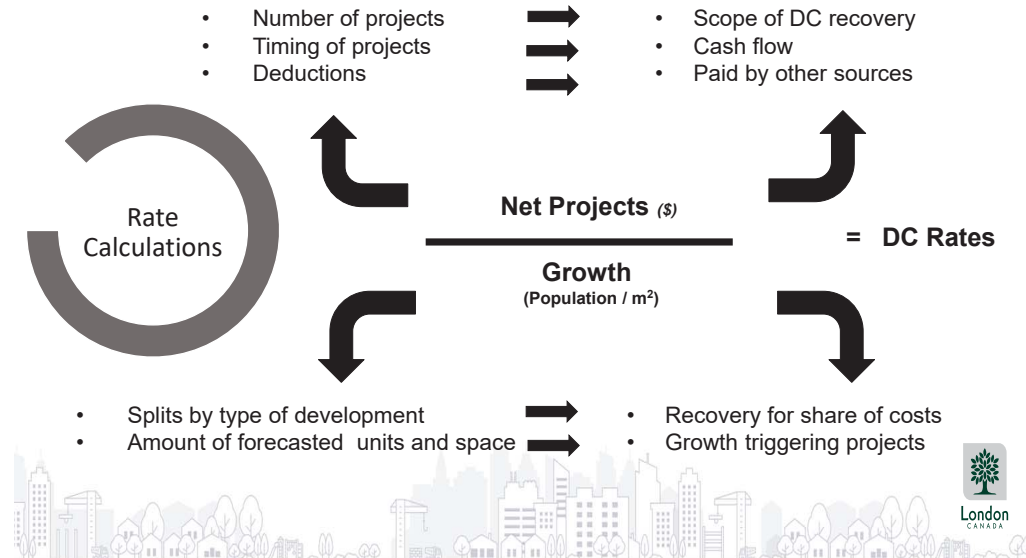 • Number of projects
• Timing of projects
• Deductions
• Scope of DC recovery
• Cash flow
• Paid by other sources
Rate
Calculations
Net Projects ($)
Growth
(Population / m²)
= DC Rates
• Splits by type of development
• Amount of forecasted units and space
• Recovery for share of costs
• Growth triggering projects
London
CANADA